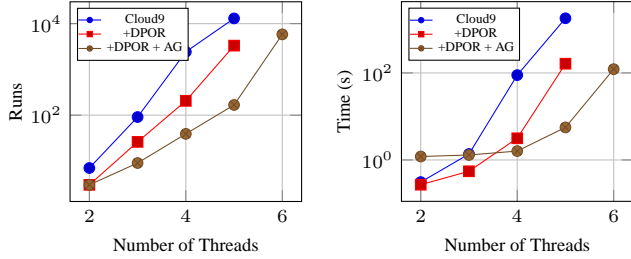 Cloud9
+DPOR
+DPOR + AG
10^4
10^2
Runs
2 4 6
Number of Threads
Cloud9
+DPOR
+DPOR + AG
10^2
10^0
Time (s)
2 4 6
Number of Threads